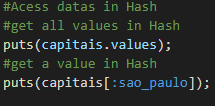 #Acess datas in Hash
#get all values in Hash
puts(capitais.values);
#get a value in Hash
puts(capitais[:sao_paulo]);